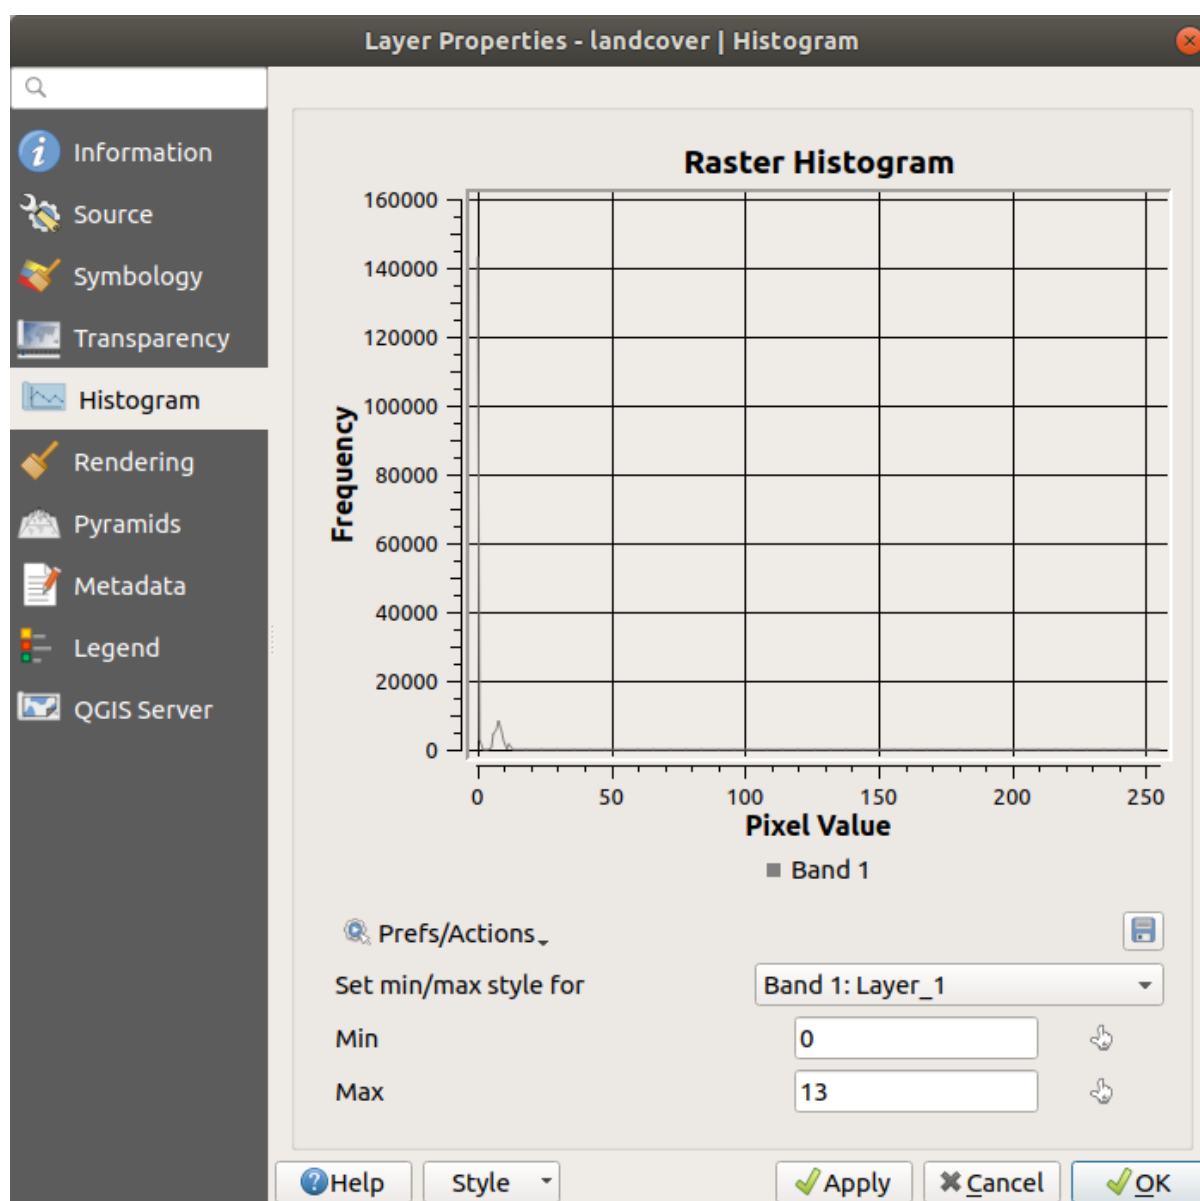 Layer Properties - landcover | Histogram
Information
Source
Symbology
Transparency
Histogram
Rendering
Pyramids
Metadata
Legend
QGIS Server
Raster Histogram
160000
140000
120000
100000
80000
60000
40000
20000
0
Frequency
0 50 100 150 200 250
Pixel Value
Band 1
Prefs/Actions
Set min/max style for Band 1: Layer_1
Min 0
Max 13
Help Style Apply Cancel OK